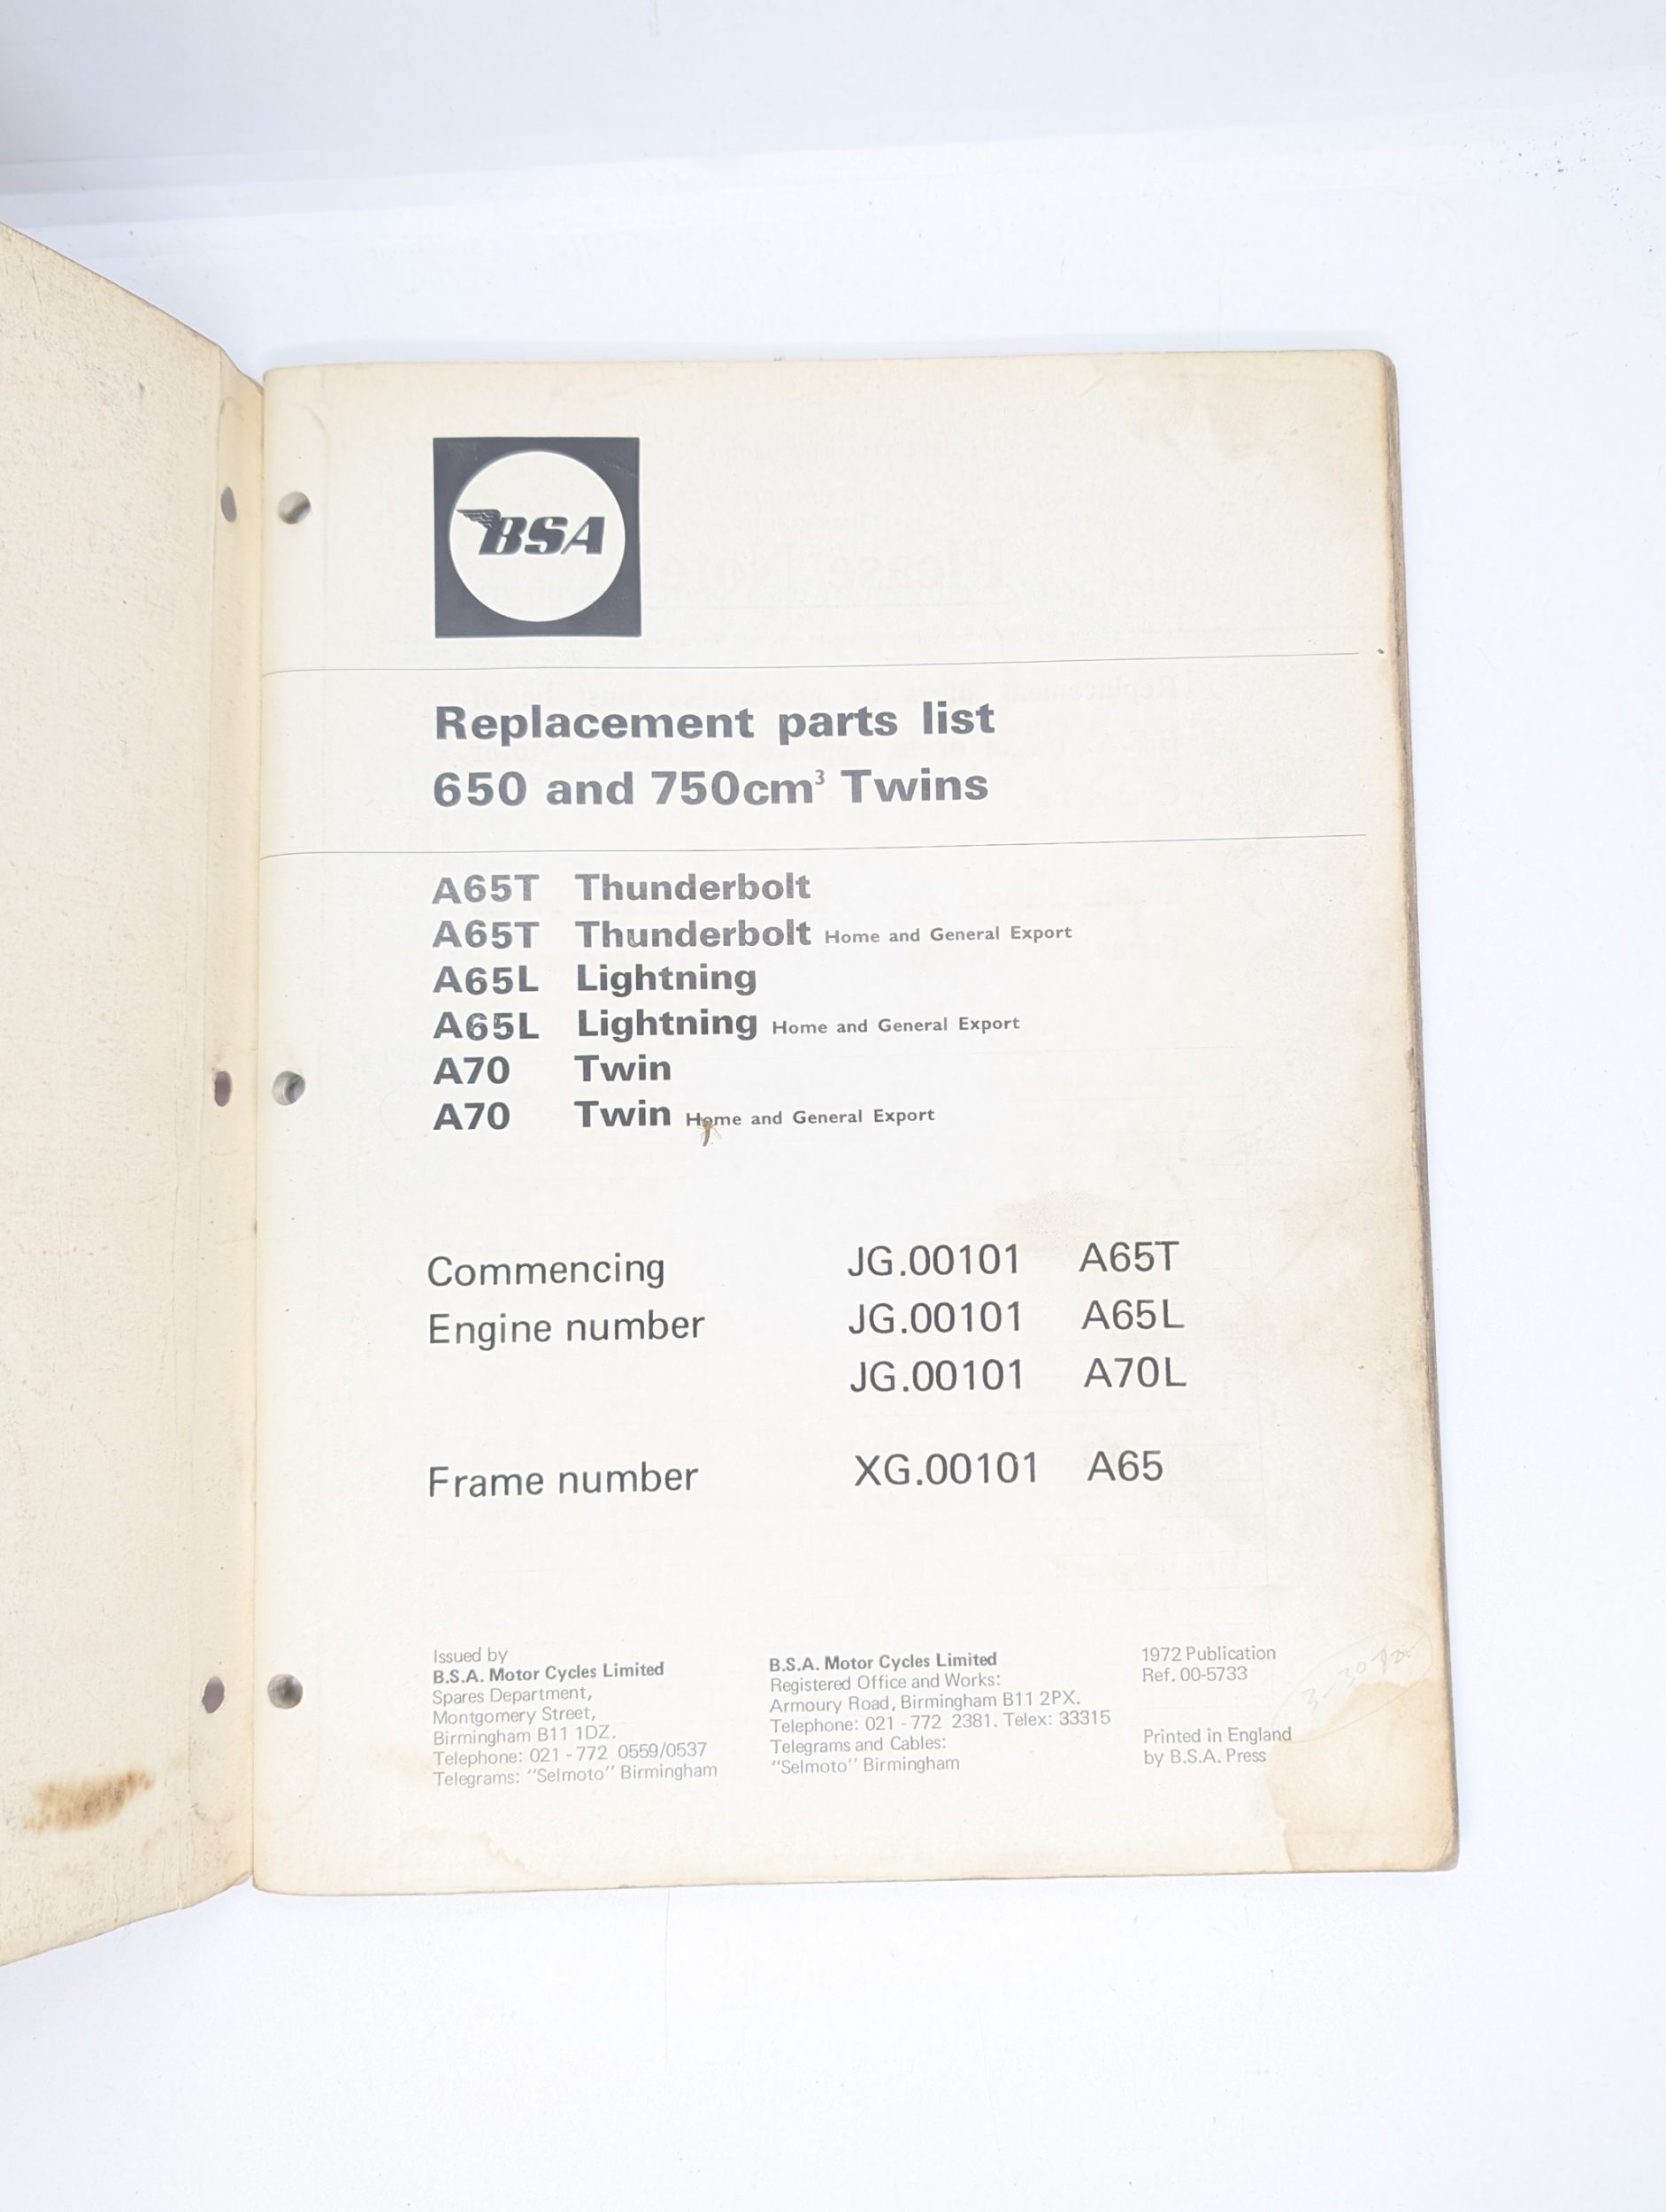 BSA
Replacement parts list
650 and 750cm³ Twins
A65T Thunderbolt
A65T Thunderbolt Home and General Export
A65L Lightning
A65L Lightning Home and General Export
A70 Twin
A70 Twin Home and General Export
Commencing JG.00101 A65T
Engine number JG.00101 A65L
JG.00101 A70L
Frame number XG.00101 A65
Issued by
B.S.A. Motor Cycles Limited
Spares Department,
Montgomery Street,
Birmingham B11 1DZ.
Telephone: 021-772 0559/0537
Telegrams: "Selmoto" Birmingham
B.S.A. Motor Cycles Limited
Registered Office and Works:
Armoury Road, Birmingham B11 2PX.
Telephone: 021-772 2381. Telex: 33315
Telegrams and Cables:
"Selmoto" Birmingham
1972 Publication
Ref. 00-5733
Printed in England
by B.S.A. Press